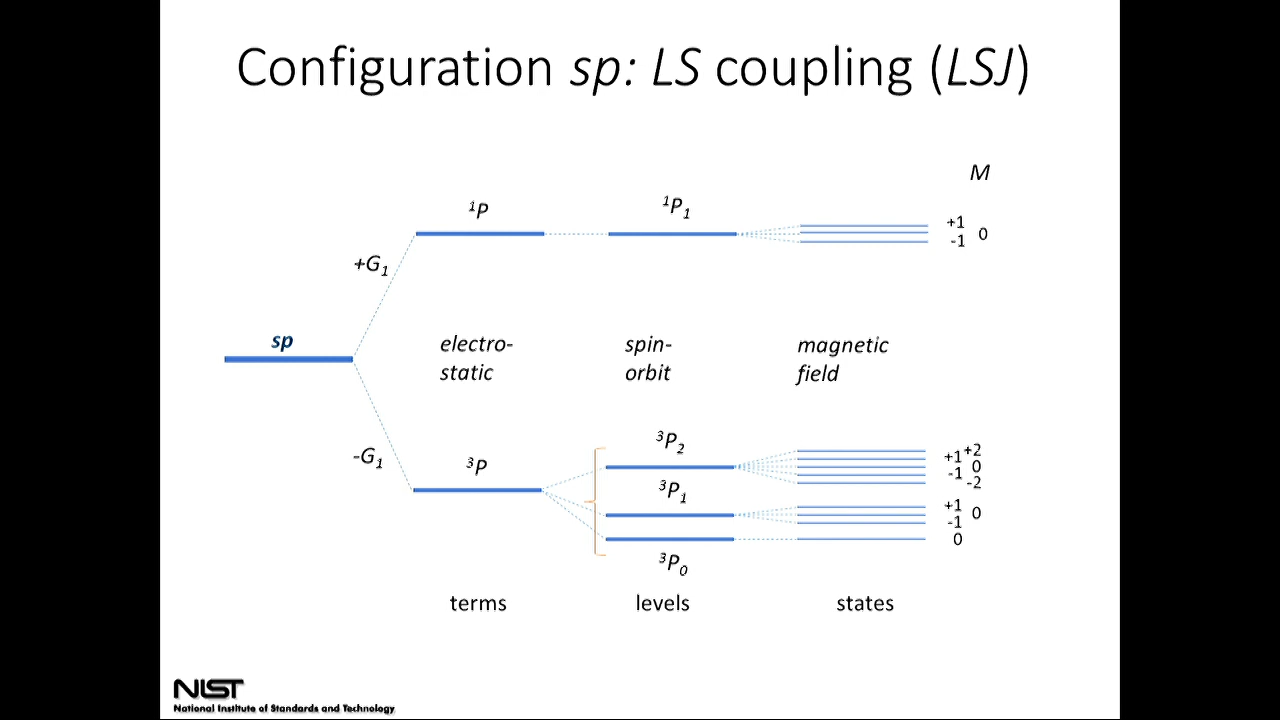 Configuration sp: LS coupling (LSJ)
M
¹P
¹P₁
+1
0
-1
+G₁
sp
electro-
static
spin-
orbit
magnetic
field
-G₁
³P
³P₂
+2
+1
0
-1
-2
³P₁
+1
0
-1
0
³P₀
terms
levels
states
NIST
National Institute of Standards and Technology